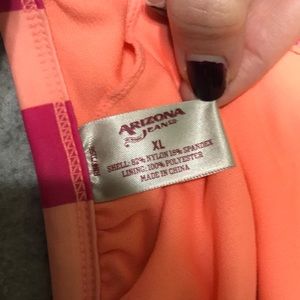 ARIZONA
JEANS
XL
SHELL: 82% NYLON 18% SPANDEX
LINING: 100% POLYESTER
MADE IN CHINA